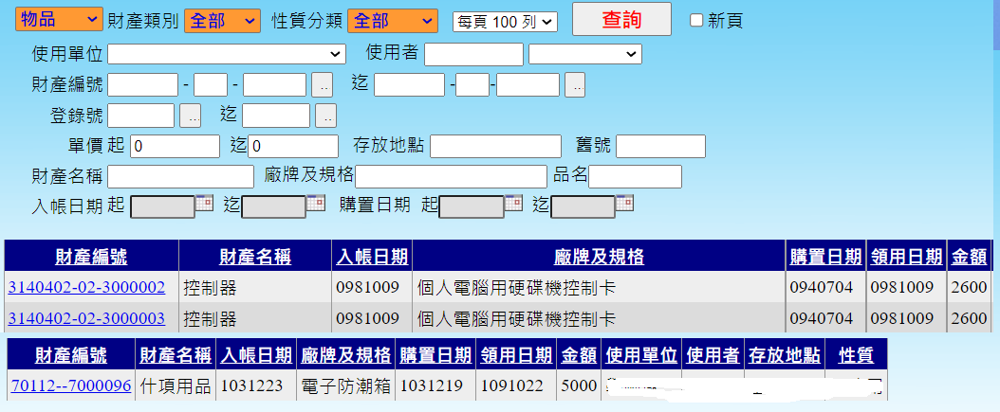 物品 財產類別 全部 性質分類 全部 每頁 100 列 查詢 新頁
使用單位 使用者
財產編號 - - ... 迄 - - ...
登錄號 ... 迄 ...
單價 起 0 迄 0 存放地點 舊號
財產名稱 廠牌及規格 品名
入帳日期 起 迄 購置日期 起 迄
財產編號 財產名稱 入帳日期 廠牌及規格 購置日期 領用日期 金額
3140402-02-3000002 控制器 0981009 個人電腦用硬碟機控制卡 0940704 0981009 2600
3140402-02-3000003 控制器 0981009 個人電腦用硬碟機控制卡 0940704 0981009 2600
財產編號 財產名稱 入帳日期 廠牌及規格 購置日期 領用日期 金額 使用單位 使用者 存放地點 性質
70112--7000096 什項用品 1031223 電子防潮箱 1031219 1091022 5000